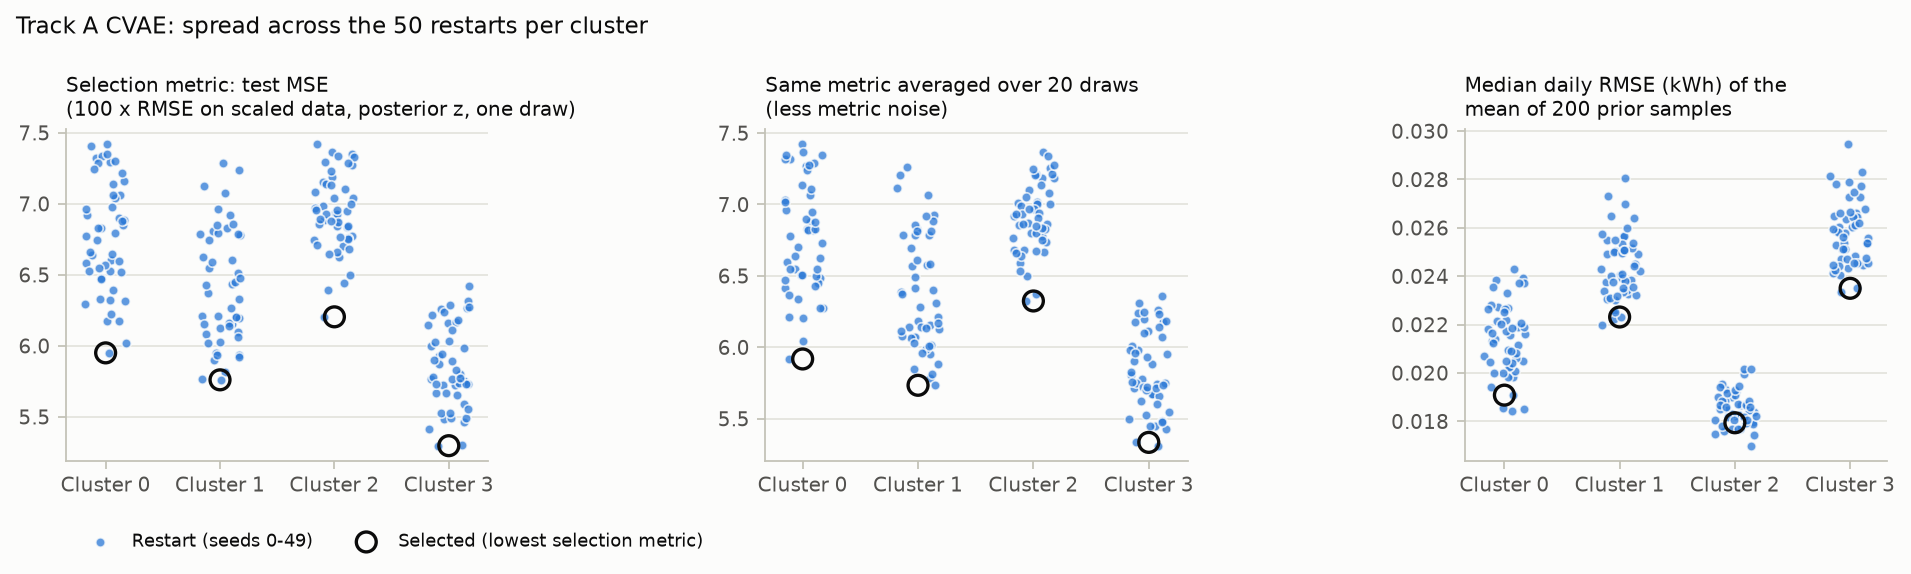 Track A CVAE: spread across the 50 restarts per cluster
Selection metric: test MSE
(100 x RMSE on scaled data, posterior z, one draw)
7.5
7.0
6.5
6.0
5.5
Cluster 0
Cluster 1
Cluster 2
Cluster 3
Same metric averaged over 20 draws
(less metric noise)
7.5
7.0
6.5
6.0
5.5
Cluster 0
Cluster 1
Cluster 2
Cluster 3
Median daily RMSE (kWh) of the
mean of 200 prior samples
0.030
0.028
0.026
0.024
0.022
0.020
0.018
Cluster 0
Cluster 1
Cluster 2
Cluster 3
Restart (seeds 0-49)
Selected (lowest selection metric)